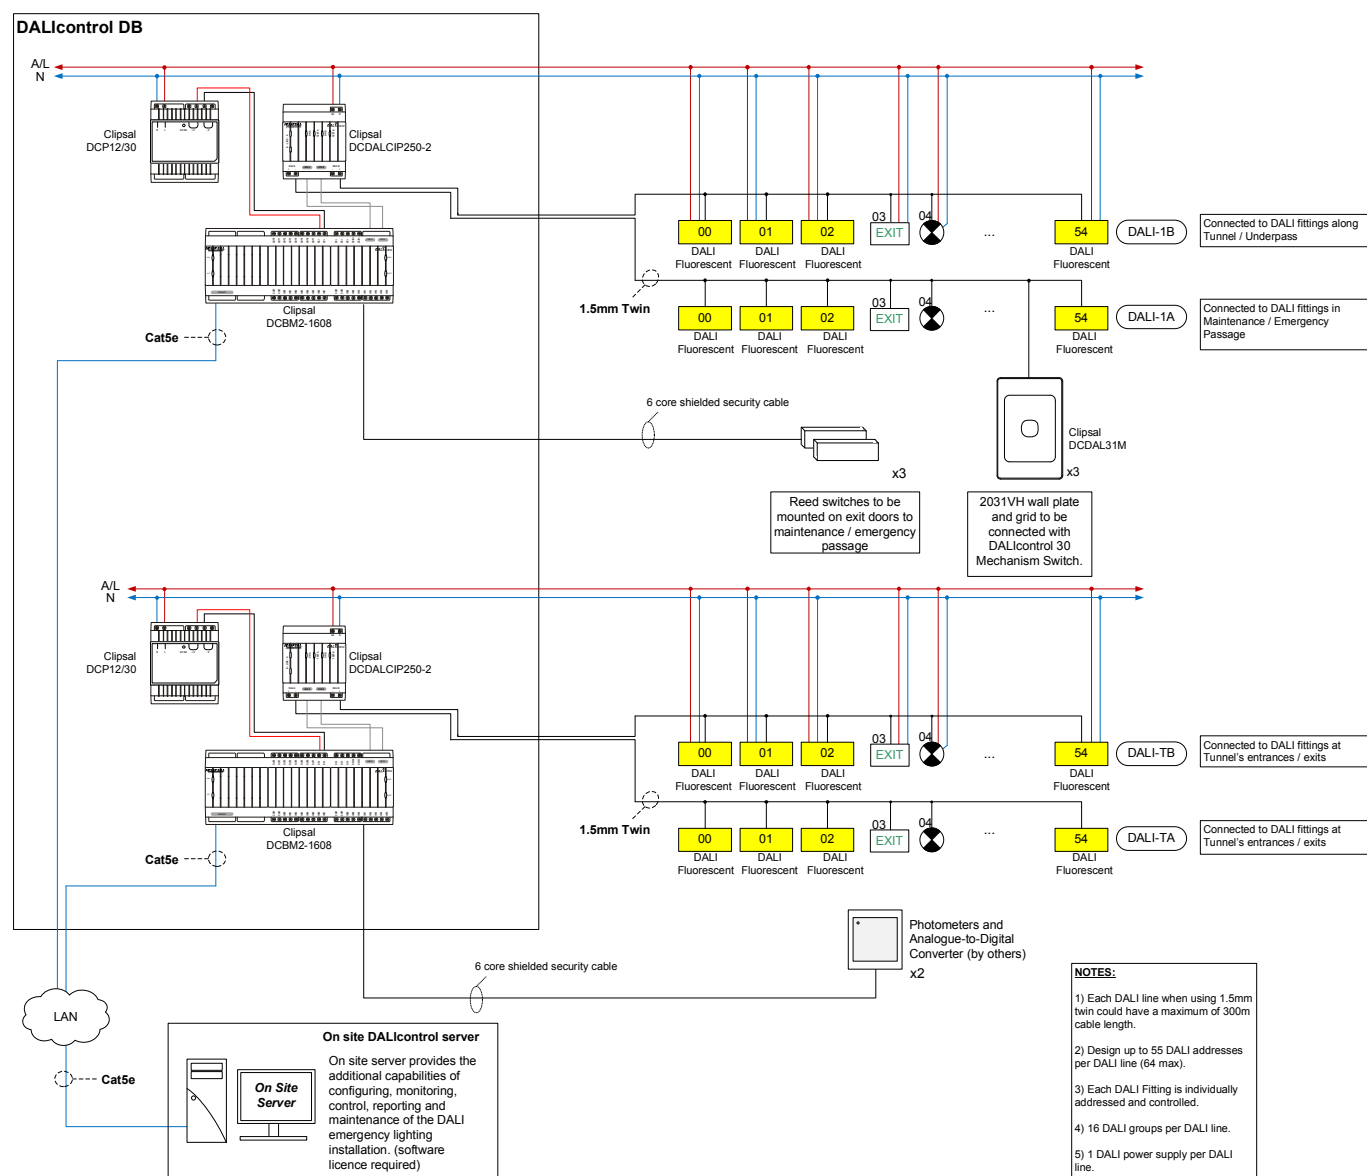 DALIcontrol DB
A/L
N
Clipsal
DCP12/30
Clipsal
DCDALCIP250-2
Clipsal
DCBM2-1608
Cat5e
1.5mm Twin
00
DALI
Fluorescent
01
DALI
Fluorescent
02
DALI
Fluorescent
03
EXIT
04
...
54
DALI
Fluorescent
DALI-1B
Connected to DALI fittings along
Tunnel / Underpass
00
DALI
Fluorescent
01
DALI
Fluorescent
02
DALI
Fluorescent
03
EXIT
04
...
54
DALI
Fluorescent
DALI-1A
Connected to DALI fittings in
Maintenance / Emergency
Passage
6 core shielded security cable
x3
Reed switches to be
mounted on exit doors to
maintenance / emergency
passage
Clipsal
DCDAL31M
x3
2031VH wall plate
and grid to be
connected with
DALIcontrol 30
Mechanism Switch.
A/L
N
Clipsal
DCP12/30
Clipsal
DCDALCIP250-2
Clipsal
DCBM2-1608
Cat5e
1.5mm Twin
00
DALI
Fluorescent
01
DALI
Fluorescent
02
DALI
Fluorescent
03
EXIT
04
...
54
DALI
Fluorescent
DALI-TB
Connected to DALI fittings at
Tunnel's entrances / exits
00
DALI
Fluorescent
01
DALI
Fluorescent
02
DALI
Fluorescent
03
EXIT
04
...
54
DALI
Fluorescent
DALI-TA
Connected to DALI fittings at
Tunnel's entrances / exits
6 core shielded security cable
Photometers and
Analogue-to-Digital
Converter (by others)
x2
LAN
Cat5e
On site DALIcontrol server
On Site
Server
On site server provides the
additional capabilities of
configuring, monitoring,
control, reporting and
maintenance of the DALI
emergency lighting
installation. (software
licence required)
NOTES:
1) Each DALI line when using 1.5mm
twin could have a maximum of 300m
cable length.
2) Design up to 55 DALI addresses
per DALI line (64 max).
3) Each DALI Fitting is individually
addressed and controlled.
4) 16 DALI groups per DALI line.
5) 1 DALI power supply per DALI
line.